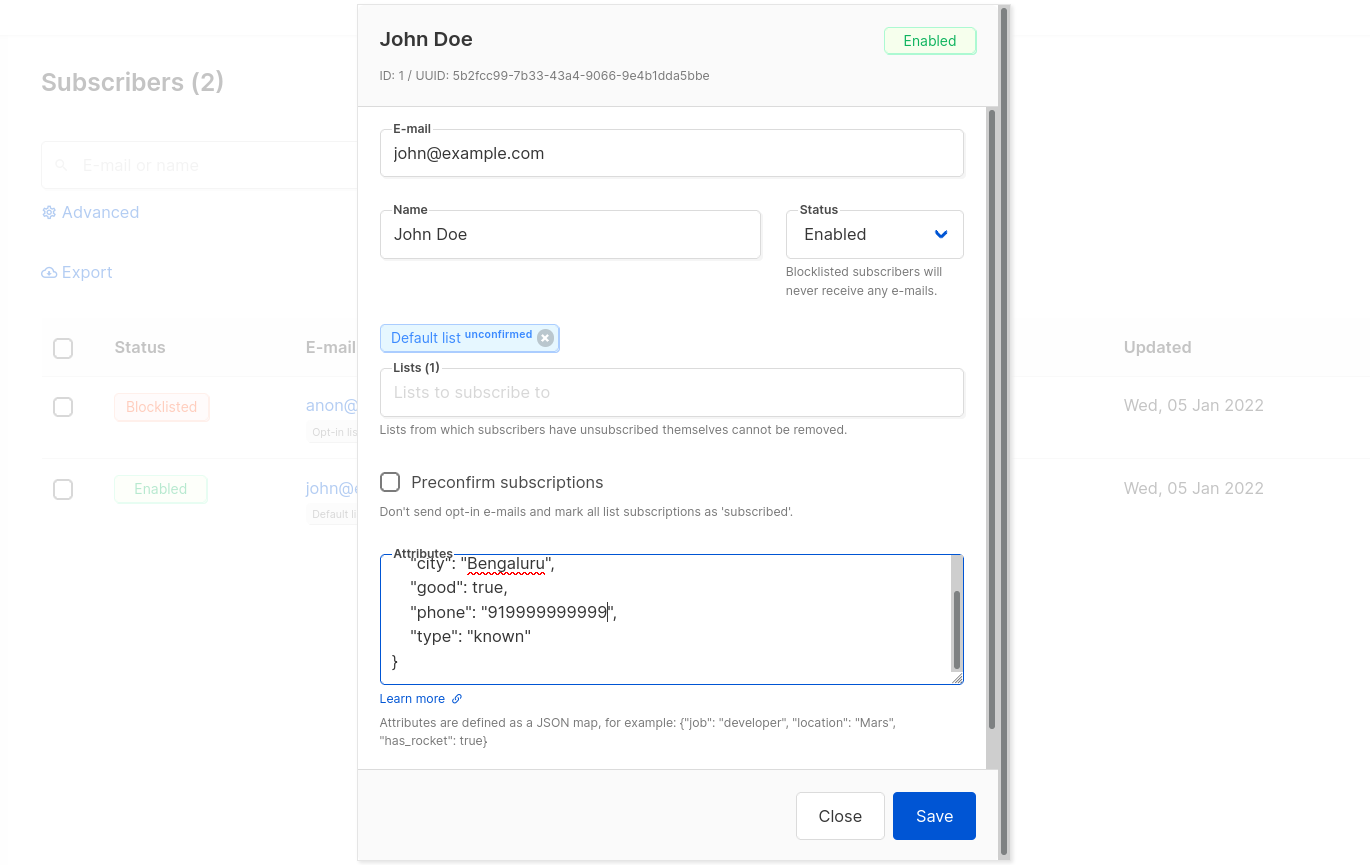 John Doe
Enabled
ID: 1 / UUID: 5b2fcc99-7b33-43a4-9066-9e4b1dda5bbe
Subscribers (2)
E-mail or name
Advanced
Export
Status
E-mail
Updated
Blocklisted
anon@
Wed, 05 Jan 2022
Opt-in lis
Enabled
john@e
Wed, 05 Jan 2022
Default li
E-mail
john@example.com
Name
John Doe
Status
Enabled
Blocklisted subscribers will
never receive any e-mails.
Default list unconfirmed
Lists (1)
Lists to subscribe to
Lists from which subscribers have unsubscribed themselves cannot be removed.
Preconfirm subscriptions
Don't send opt-in e-mails and mark all list subscriptions as 'subscribed'.
Attributes
"city": "Bengaluru",
"good": true,
"phone": "919999999999",
"type": "known"
}
Learn more
Attributes are defined as a JSON map, for example: {"job": "developer", "location": "Mars",
"has_rocket": true}
Close
Save